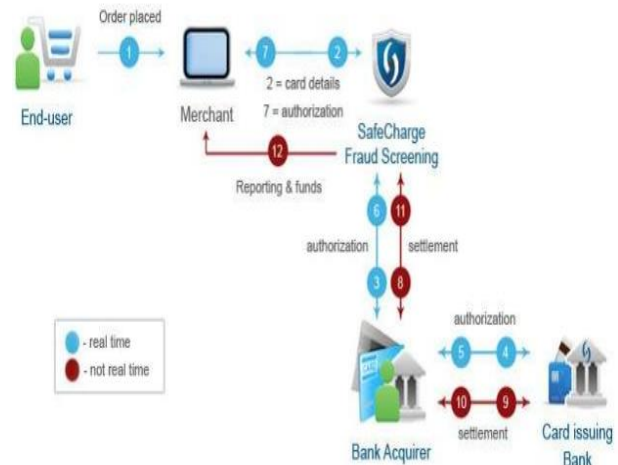 Order placed
1
7
2
2 = card details
7 = authorization
End-user
Merchant
SafeCharge
Fraud Screening
12
Reporting & funds
6
11
authorization
settlement
3
8
- real time
- not real time
authorization
5
4
10
9
settlement
Bank Acquirer
Card issuing
Bank
CARD